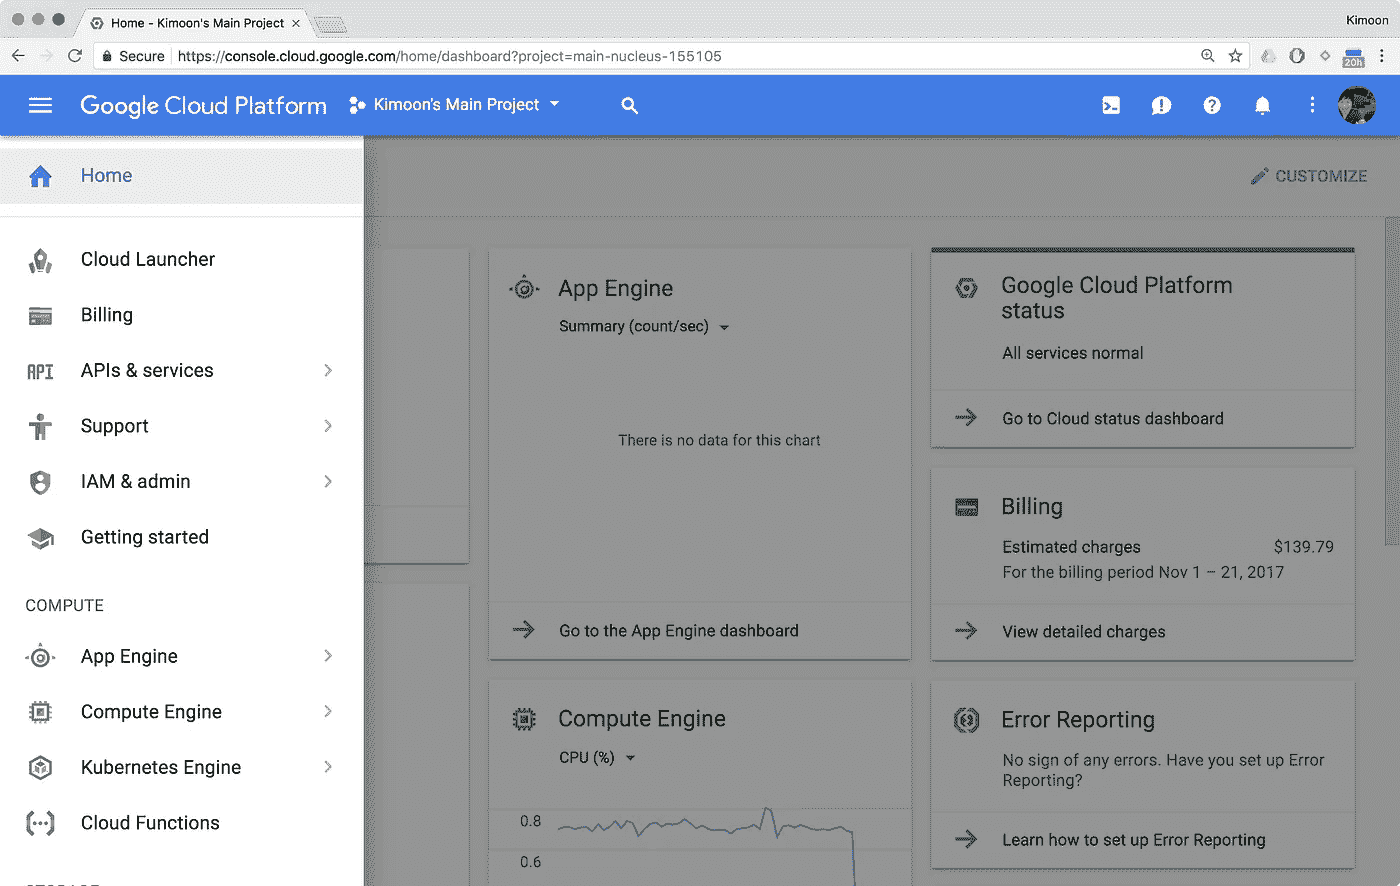 Home - Kimoon's Main Project
Kimoon
Secure
https://console.cloud.google.com/home/dashboard?project=main-nucleus-155105
20h
Google Cloud Platform
Kimoon's Main Project
Home
CUSTOMIZE
Cloud Launcher
Billing
API
APIs & services
Support
IAM & admin
Getting started
COMPUTE
App Engine
Compute Engine
Kubernetes Engine
Cloud Functions
App Engine
Summary (count/sec)
There is no data for this chart
Go to the App Engine dashboard
Compute Engine
CPU (%)
0.8
0.6
Google Cloud Platform
status
All services normal
Go to Cloud status dashboard
Billing
Estimated charges $139.79
For the billing period Nov 1 – 21, 2017
View detailed charges
Error Reporting
No sign of any errors. Have you set up Error
Reporting?
Learn how to set up Error Reporting